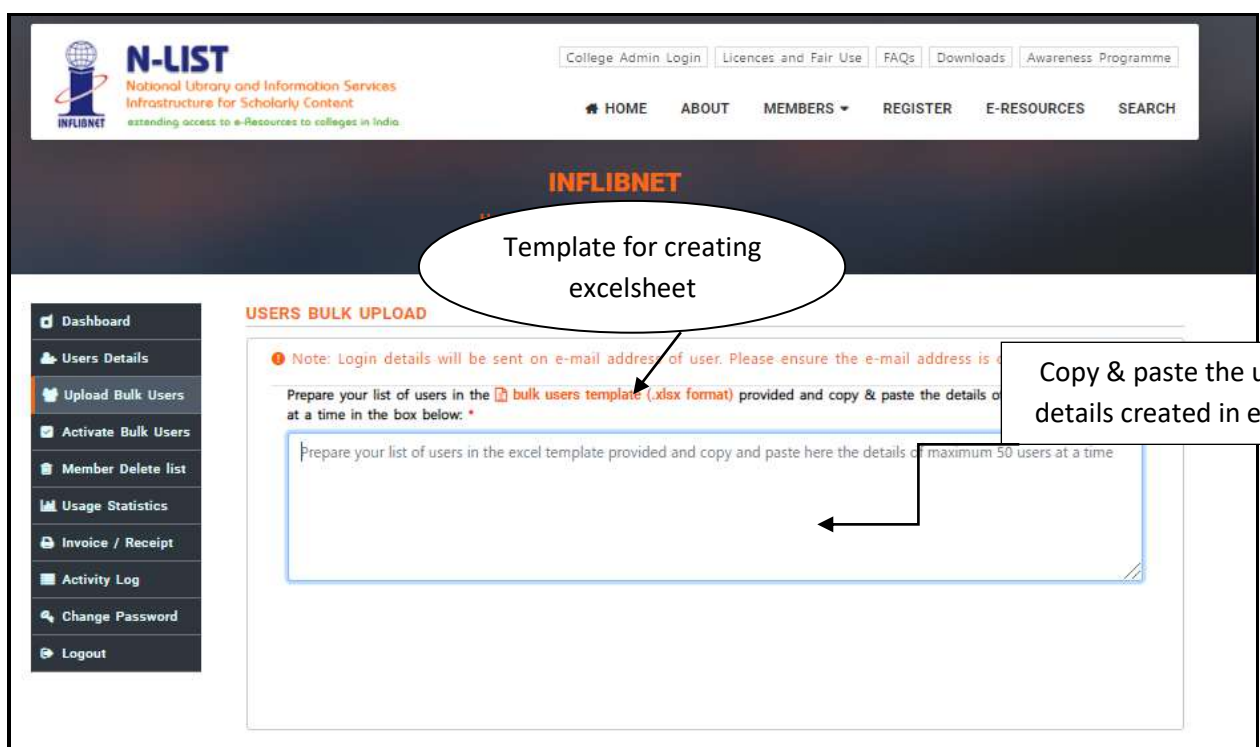 N-LIST
National Library and Information Services
Infrastructure for Scholarly Content
extending access to e-Resources to colleges in India
INFLIBNET
College Admin Login Licences and Fair Use FAQs Downloads Awareness Programme
HOME ABOUT MEMBERS REGISTER E-RESOURCES SEARCH
INFLIBNET
Template for creating
excelsheet
Dashboard
Users Details
Upload Bulk Users
Activate Bulk Users
Member Delete list
Usage Statistics
Invoice / Receipt
Activity Log
Change Password
Logout
USERS BULK UPLOAD
Note: Login details will be sent on e-mail address of user. Please ensure the e-mail address is
Prepare your list of users in the bulk users template (.xlsx format) provided and copy & paste the details
at a time in the box below: *
Prepare your list of users in the excel template provided and copy and paste here the details of maximum 50 users at a time
Copy & paste the
details created in